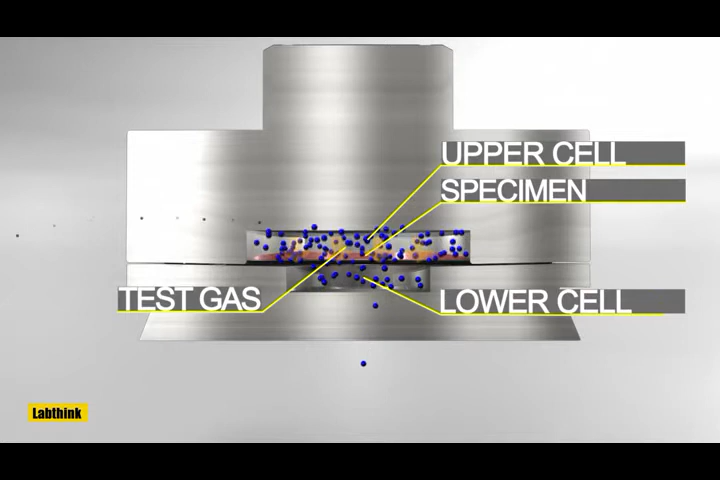 UPPER CELL
SPECIMEN
TEST GAS
LOWER CELL
Labthink